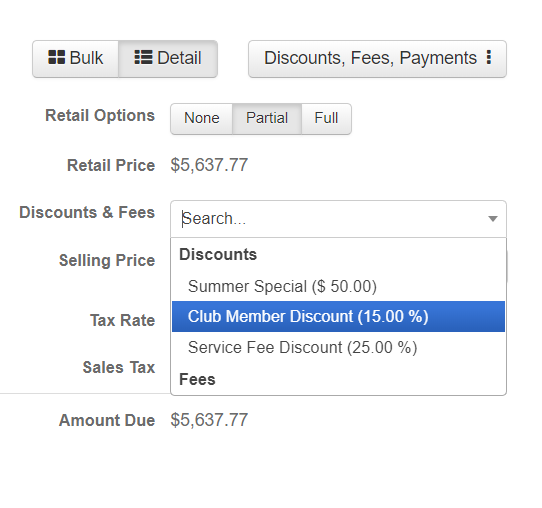 Bulk Detail Discounts, Fees, Payments
Retail Options None Partial Full
Retail Price $5,637.77
Discounts & Fees Search...
Discounts
Selling Price
Summer Special ($ 50.00)
Club Member Discount (15.00 %)
Tax Rate
Service Fee Discount (25.00 %)
Sales Tax
Fees
Amount Due $5,637.77